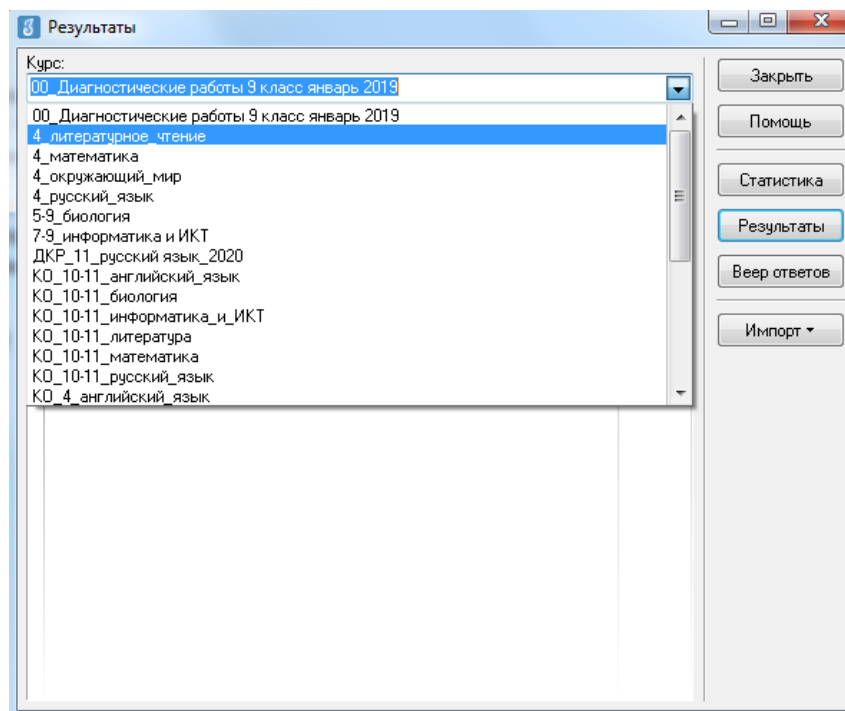 Результаты
Курс:
00_Диагностические работы 9 класс январь 2019
00_Диагностические работы 9 класс январь 2019
4_литературное_чтение
4_математика
4_окружающий_мир
4_русский_язык
5-9_биология
7-9_информатика и ИКТ
ДКР_11_русский язык_2020
КО_10-11_английский_язык
КО_10-11_биология
КО_10-11_информатика_и_ИКТ
КО_10-11_литература
КО_10-11_математика
КО_10-11_русский_язык
КО_4_английский_язык
Закрыть
Помощь
Статистика
Результаты
Веер ответов
Импорт